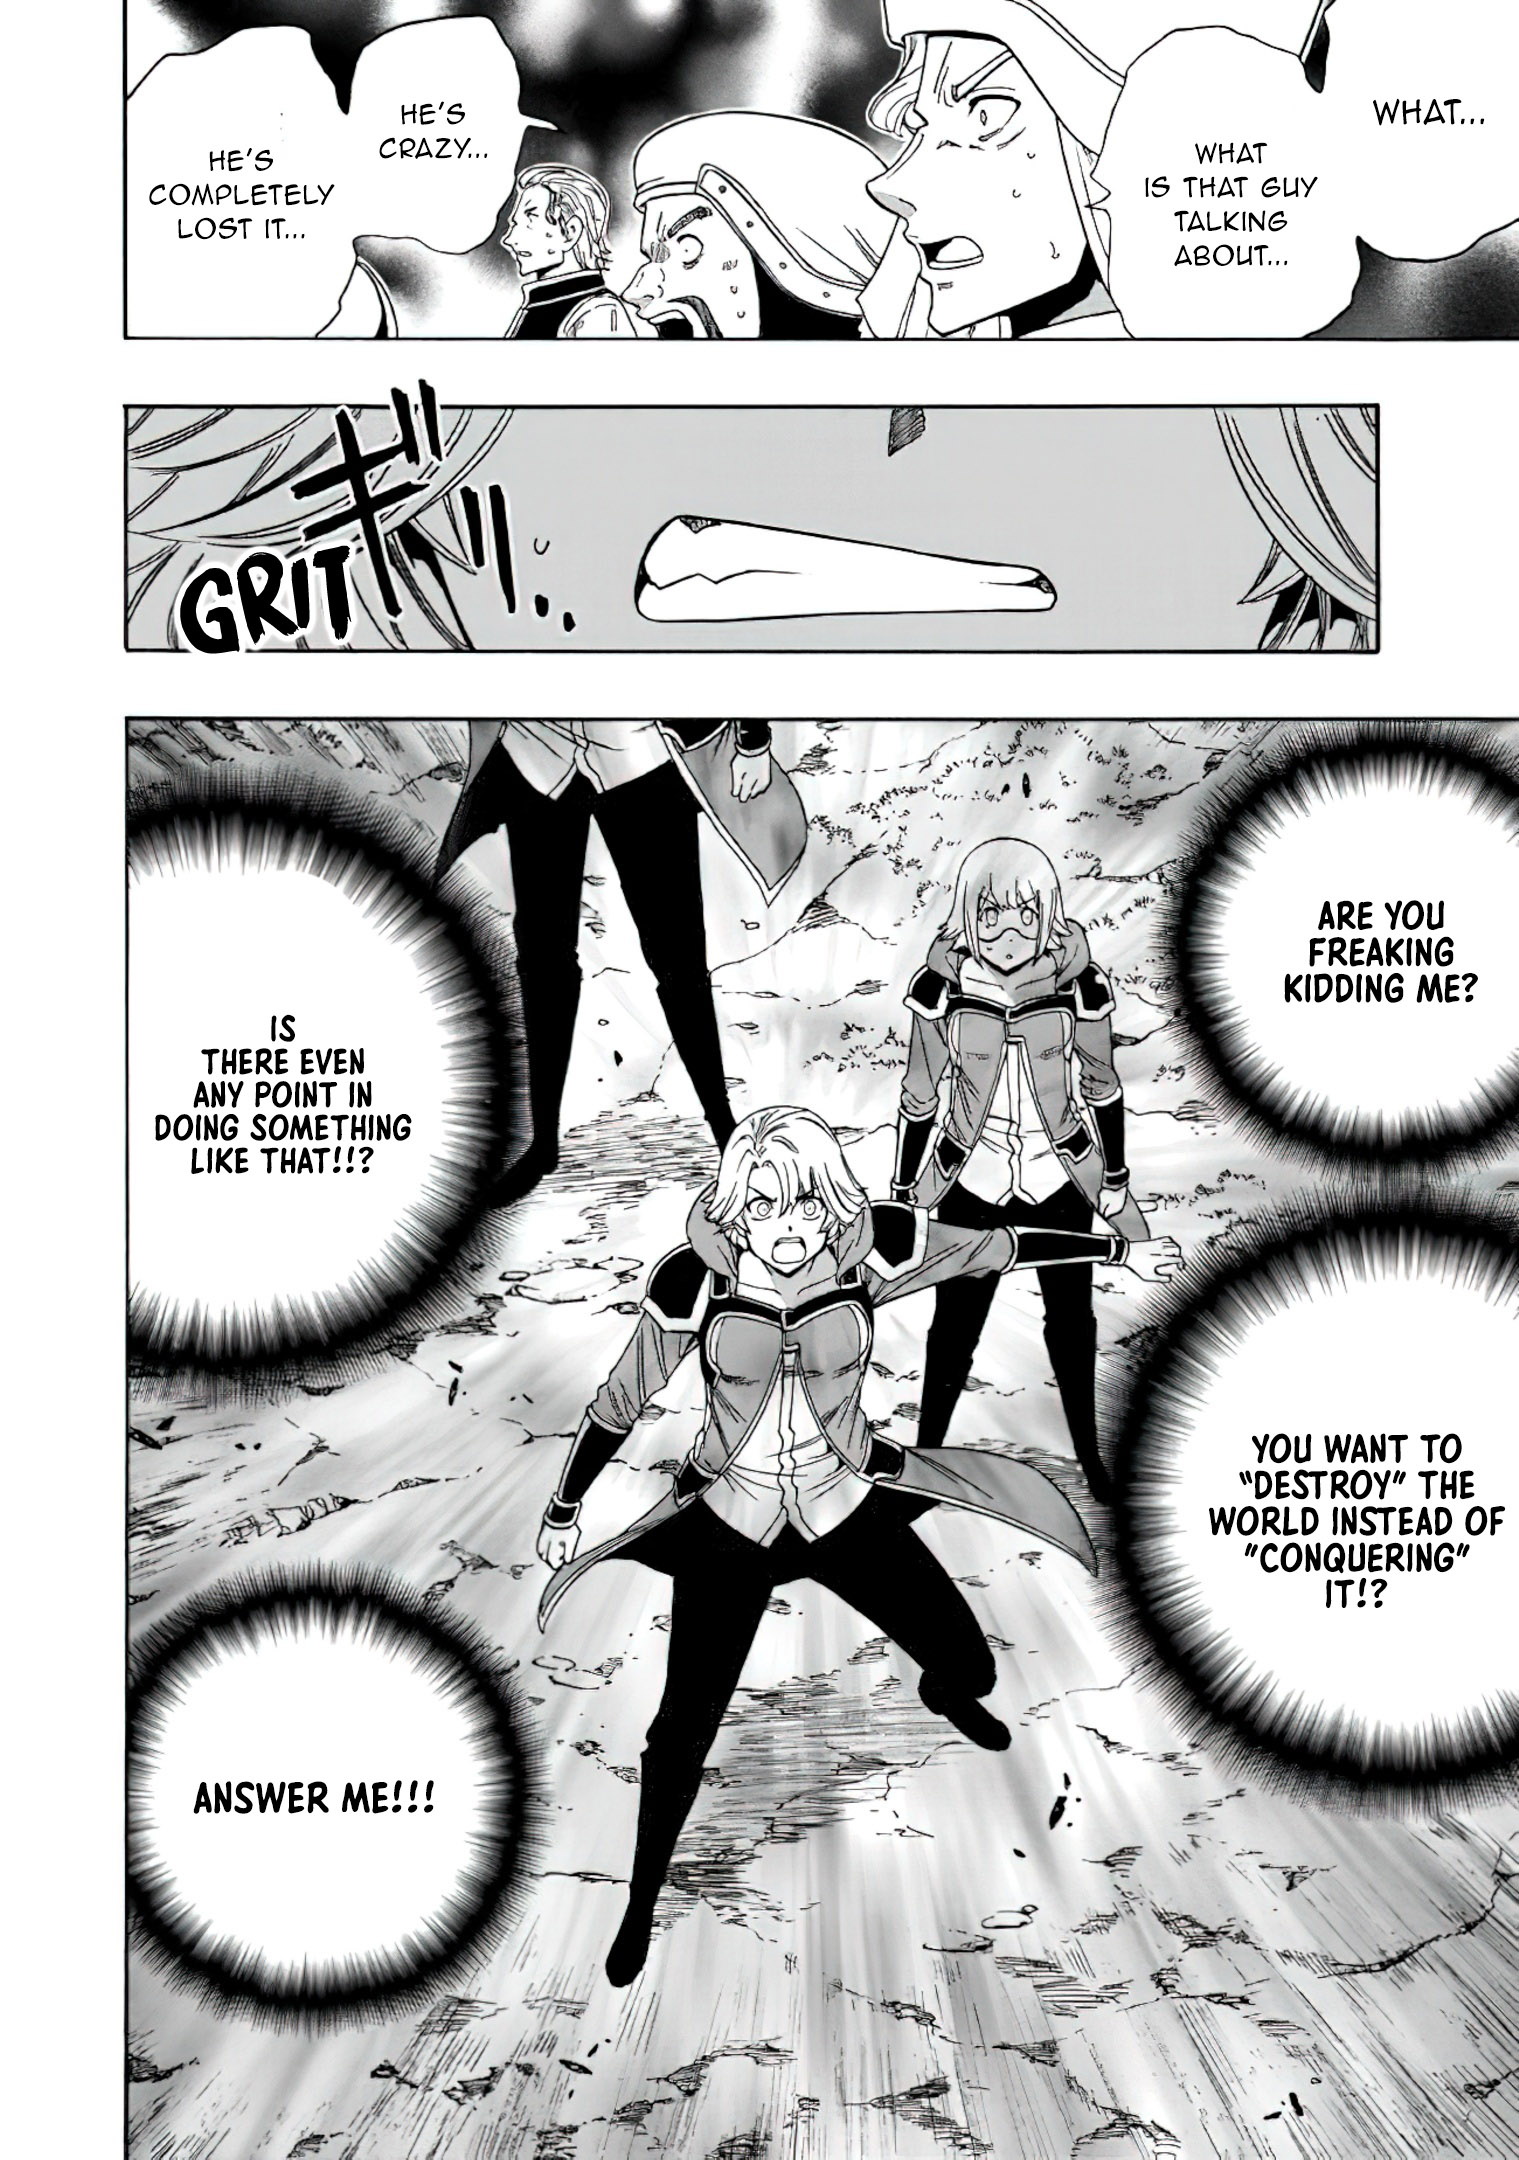 WHAT...
WHAT
IS THAT GUY
TALKING
ABOUT...
HE'S
CRAZY...
HE'S
COMPLETELY
LOST IT...
ギ
GRIT
ARE YOU
FREAKING
KIDDING ME?
YOU WANT TO
"DESTROY" THE
WORLD INSTEAD OF
"CONQUERING"
IT!?
IS
THERE EVEN
ANY POINT IN
DOING SOMETHING
LIKE THAT!!?
ANSWER ME!!!